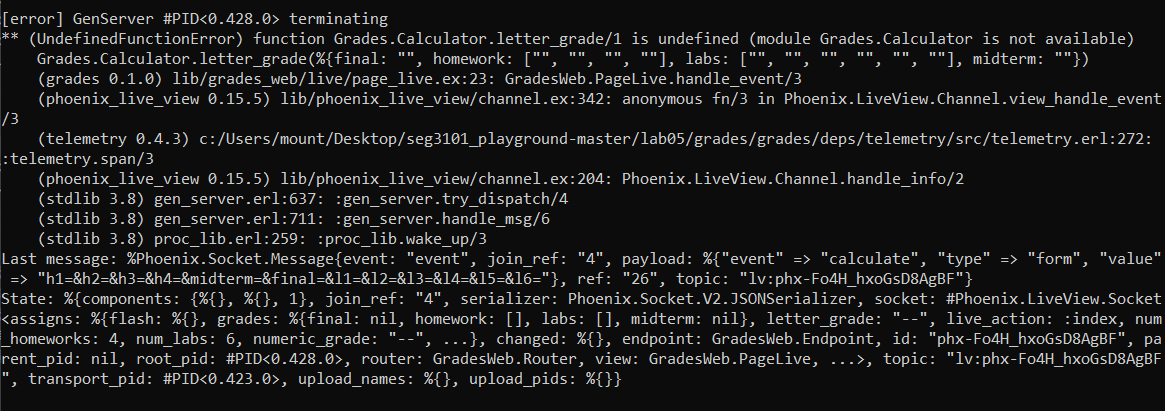 [error] GenServer #PID<0.428.0> terminating
** (UndefinedFunctionError) function Grades.Calculator.letter_grade/1 is undefined (module Grades.Calculator is not available)
    Grades.Calculator.letter_grade(%{final: "", homework: ["", "", "", ""], labs: ["", "", "", "", "", ""], midterm: ""})
    (grades 0.1.0) lib/grades_web/live/page_live.ex:23: GradesWeb.PageLive.handle_event/3
    (phoenix_live_view 0.15.5) lib/phoenix_live_view/channel.ex:342: anonymous fn/3 in Phoenix.LiveView.Channel.view_handle_event
/3
    (telemetry 0.4.3) c:/Users/mount/Desktop/seg3101_playground-master/lab05/grades/grades/deps/telemetry/src/telemetry.erl:272:
:telemetry.span/3
    (phoenix_live_view 0.15.5) lib/phoenix_live_view/channel.ex:204: Phoenix.LiveView.Channel.handle_info/2
    (stdlib 3.8) gen_server.erl:637: :gen_server.try_dispatch/4
    (stdlib 3.8) gen_server.erl:711: :gen_server.handle_msg/6
    (stdlib 3.8) proc_lib.erl:259: :proc_lib.wake_up/3
Last message: %Phoenix.Socket.Message{event: "event", join_ref: "4", payload: %{"event" => "calculate", "type" => "form", "value"
=> "h1=&h2=&h3=&h4=&midterm=&final=&l1=&l2=&l3=&l4=&l5=&l6="}, ref: "26", topic: "lv:phx-Fo4H_hxoGsD8AgBF"}
State: %{components: {%{}, %{}, 1}, join_ref: "4", serializer: Phoenix.Socket.V2.JSONSerializer, socket: #Phoenix.LiveView.Socket
<assigns: %{flash: %{}, grades: %{final: nil, homework: [], labs: [], midterm: nil}, letter_grade: "--", live_action: :index, num
_homeworks: 4, num_labs: 6, numeric_grade: "--", ...}, changed: %{}, endpoint: GradesWeb.Endpoint, id: "phx-Fo4H_hxoGsD8AgBF", pa
rent_pid: nil, root_pid: #PID<0.428.0>, router: GradesWeb.Router, view: GradesWeb.PageLive, ...>, topic: "lv:phx-Fo4H_hxoGsD8AgBF
", transport_pid: #PID<0.423.0>, upload_names: %{}, upload_pids: %{}}